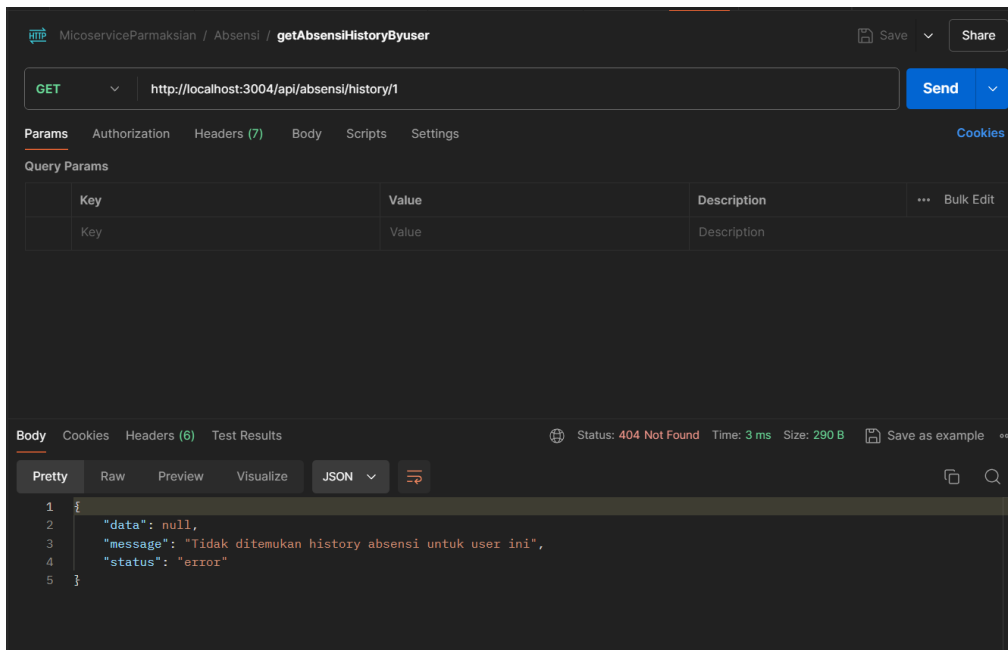 HTTP MicoserviceParmaksian / Absensi / getAbsensiHistoryByuser Save Share
GET http://localhost:3004/api/absensi/history/1 Send
Params Authorization Headers (7) Body Scripts Settings Cookies
Query Params
Key Value Description ••• Bulk Edit
Key Value Description
Body Cookies Headers (6) Test Results Status: 404 Not Found Time: 3 ms Size: 290 B Save as example
Pretty Raw Preview Visualize JSON
1 {
2 "data": null,
3 "message": "Tidak ditemukan history absensi untuk user ini",
4 "status": "error"
5 }